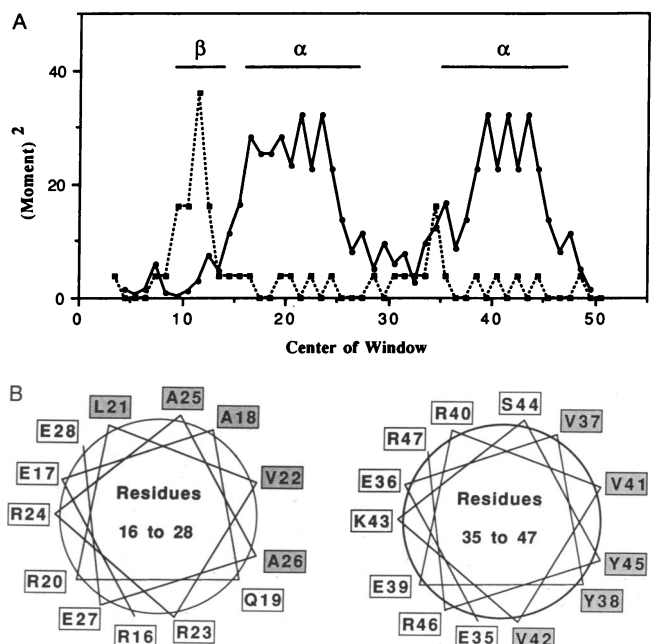 A
β α α
(Moment) 2
40
20
0
0 10 20 30 40 50
Center of Window
B
A25
L21 A18
E28
E17 V22
Residues
R24
16 to 28
A26
R20
Q19
E27
R16 R23
S44
R40 V37
R47
E36 V41
Residues
K43
35 to 47
Y45
E39 Y38
R46
E35 V42